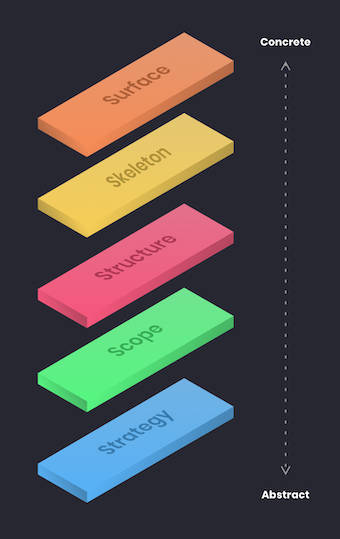 Concrete
Surface
Skeleton
Structure
Scope
Strategy
Abstract